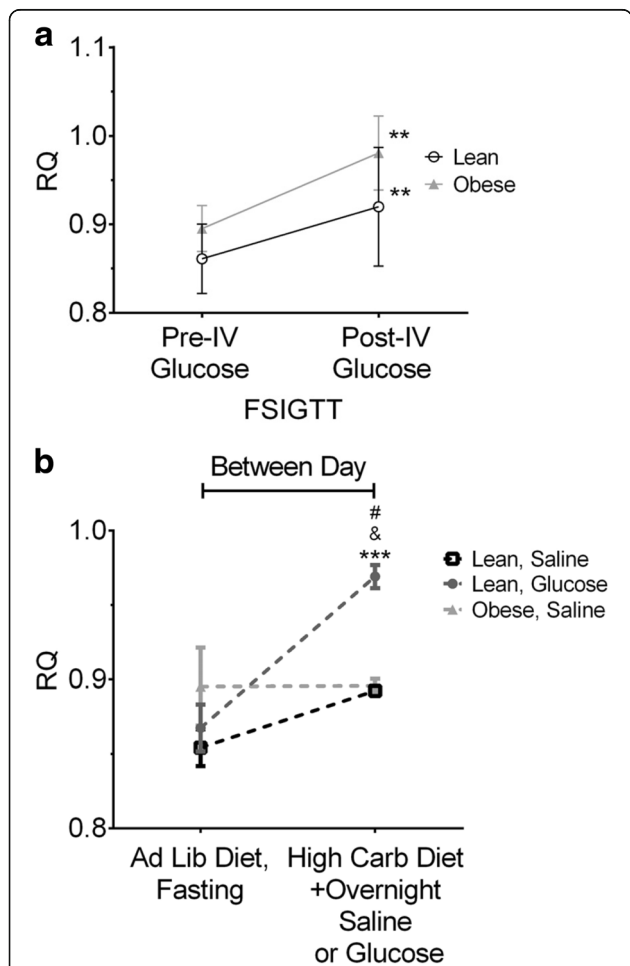 a
1.1
1.0
0.9
0.8
RQ
**
**
Lean
Obese
Pre-IV
Glucose
Post-IV
Glucose
FSIGTT
b
Between Day
#
&
***
1.0
0.9
0.8
RQ
Lean, Saline
Lean, Glucose
Obese, Saline
Ad Lib Diet,
Fasting
High Carb Diet
+Overnight
Saline
or Glucose